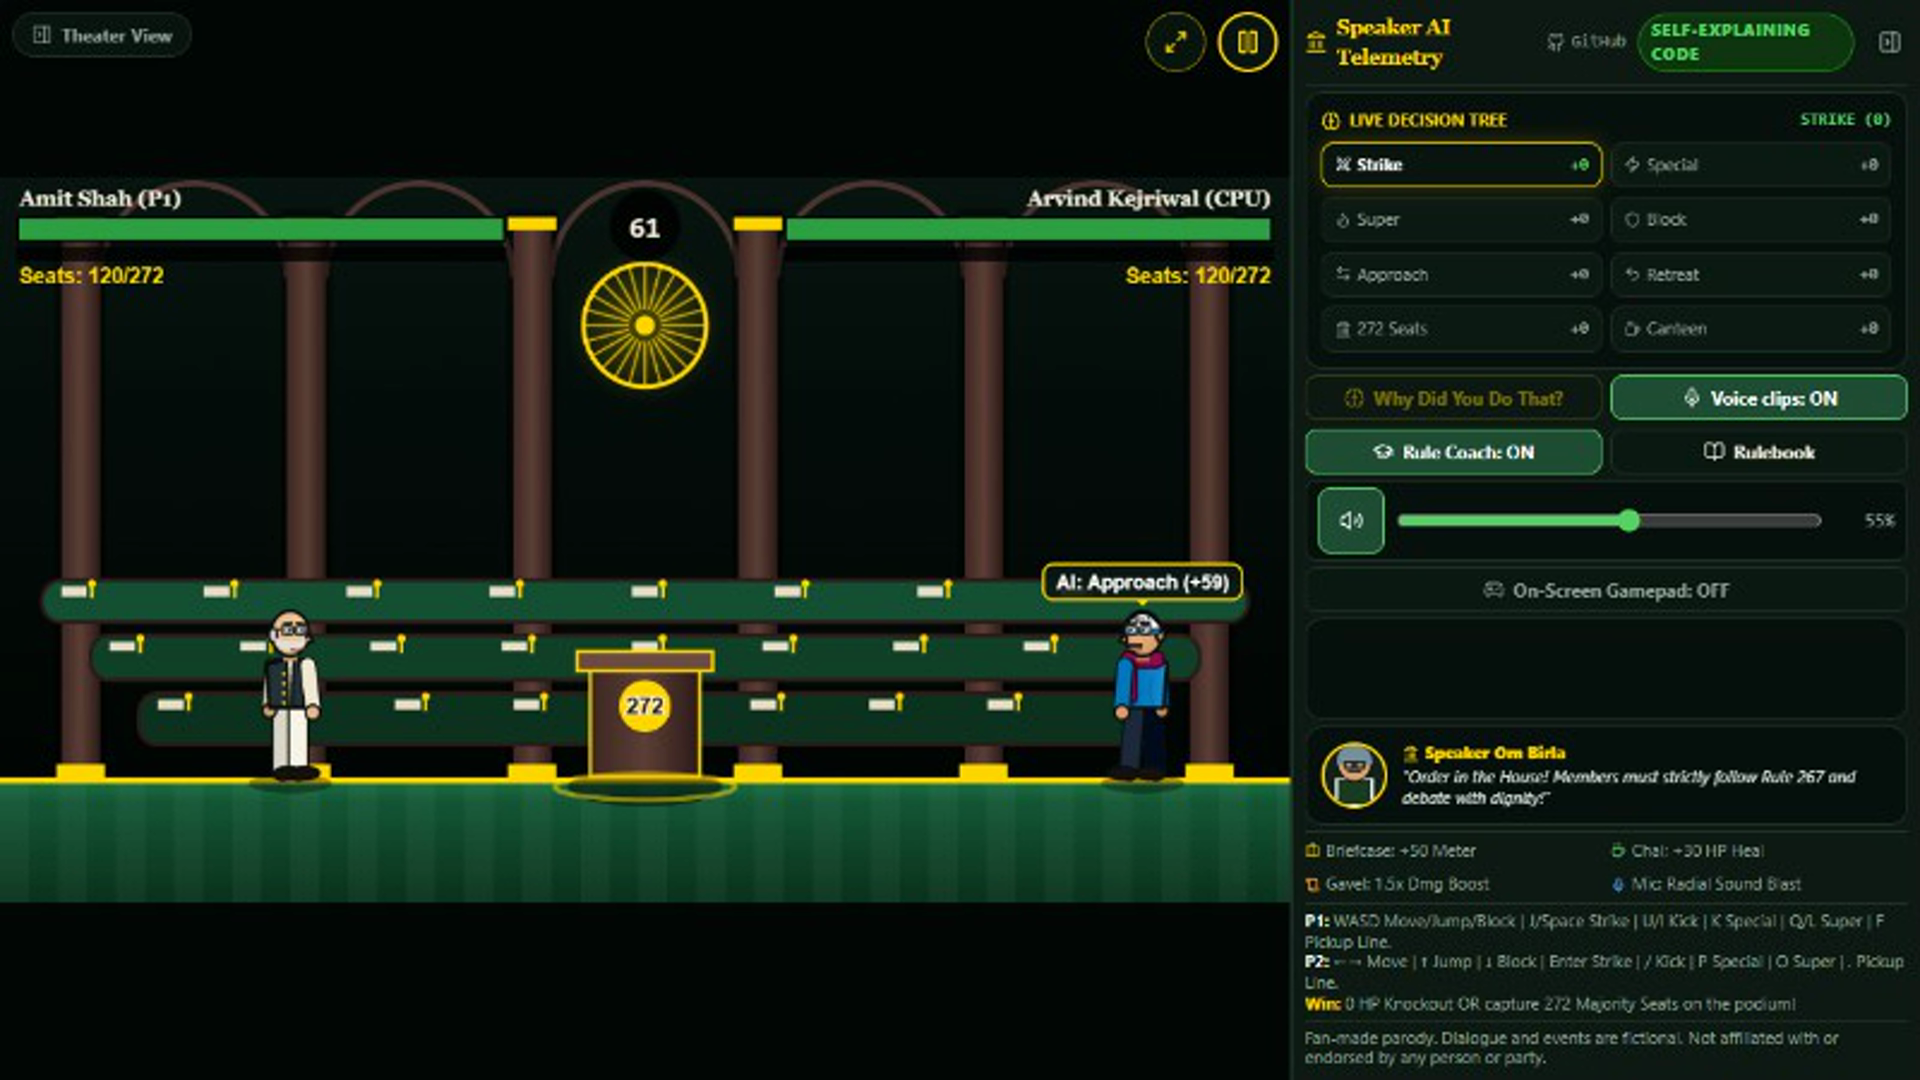 Theater View
Amit Shah (P1)
Arvind Kejriwal (CPU)
61
Seats: 120/272
Seats: 120/272
AI: Approach (+59)
272
Speaker AI
Telemetry
GitHub
SELF-EXPLAINING
CODE
LIVE DECISION TREE
STRIKE (0)
Strike +0
Special +0
Super +0
Block +0
Approach +0
Retreat +0
272 Seats +0
Canteen +0
Why Did You Do That?
Voice clips: ON
Rule Coach: ON
Rulebook
55%
On-Screen Gamepad: OFF
Speaker Om Birla
"Order in the House! Members must strictly follow Rule 267 and
debate with dignity!"
Briefcase: +50 Meter
Chai: +30 HP Heal
Gavel: 1.5x Dmg Boost
Mic: Radial Sound Blast
P1: WASD Move/Jump/Block | J/Space Strike | U/I Kick | K Special | Q/L Super | F
Pickup Line.
P2: ←→ Move | ↑ Jump | ↓ Block | Enter Strike | / Kick | P Special | O Super | . Pickup
Line.
Win: 0 HP Knockout OR capture 272 Majority Seats on the podium!
Fan-made parody. Dialogue and events are fictional. Not affiliated with or
endorsed by any person or party.